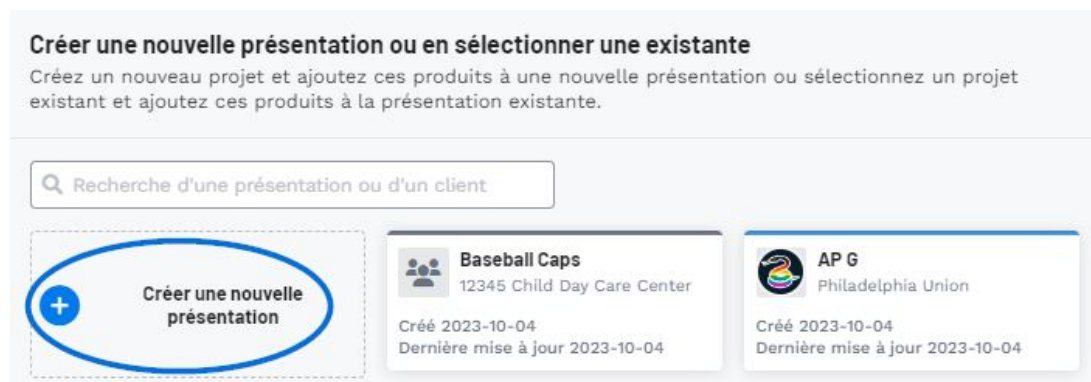 Créer une nouvelle présentation ou en sélectionner une existante
Créez un nouveau projet et ajoutez ces produits à une nouvelle présentation ou sélectionnez un projet
existant et ajoutez ces produits à la présentation existante.
Recherche d'une présentation ou d'un client
Créer une nouvelle
présentation
Baseball Caps
12345 Child Day Care Center
Créé 2023-10-04
Dernière mise à jour 2023-10-04
AP G
Philadelphia Union
Créé 2023-10-04
Dernière mise à jour 2023-10-04